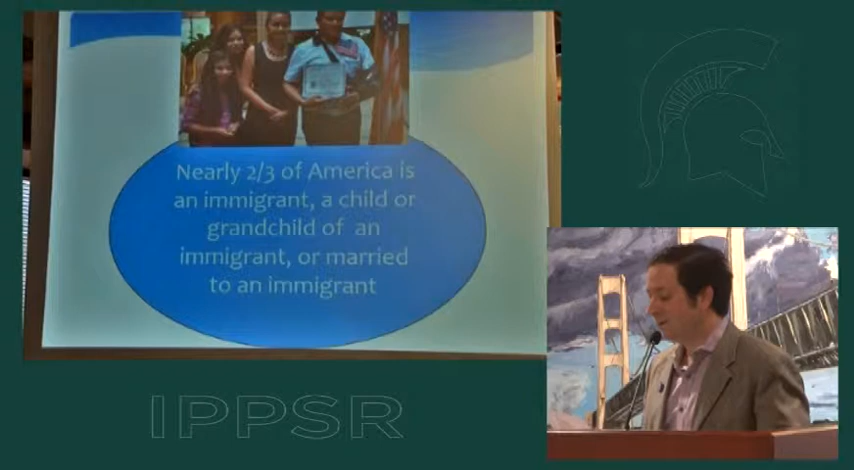 Nearly 2/3 of America is
an immigrant, a child or
grandchild of an
immigrant, or married
to an immigrant
IPPSR